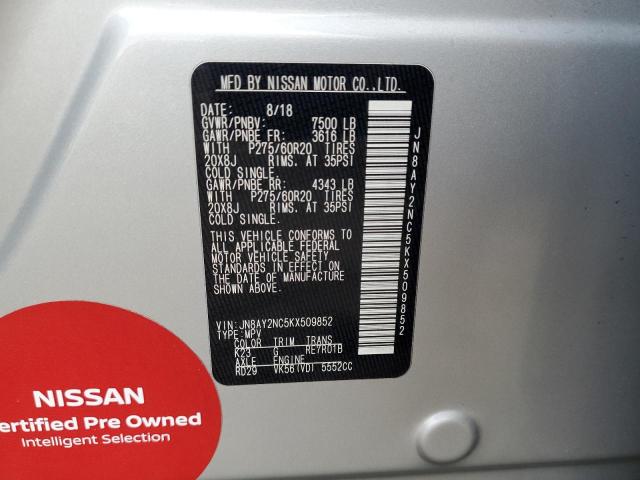 MFD BY NISSAN MOTOR CO.,LTD.
DATE: 8/18
GVWR/PNBV: 7500 LB
GAWR/PNBE FR: 3616 LB
WITH P275/60R20 TIRES
20X8J RIMS. AT 35PSI
COLD SINGLE.
GAWR/PNBE RR: 4343 LB
WITH P275/60R20 TIRES
20X8J RIMS. AT 35PSI
COLD SINGLE.
THIS VEHICLE CONFORMS TO
ALL APPLICABLE FEDERAL
MOTOR VEHICLE SAFETY
STANDARDS IN EFFECT ON
THE DATE OF MANUFACTURE
SHOWN ABOVE.
VIN: JN8AY2NC5KX509852
TYPE: MPV
COLOR TRIM TRANS
K23 G RE7R01B
AXLE ENGINE
RD29 VK56(VD) 5552CC
JN8AY2NC5KX509852
NISSAN
ertified Pre Owned
Intelligent Selection